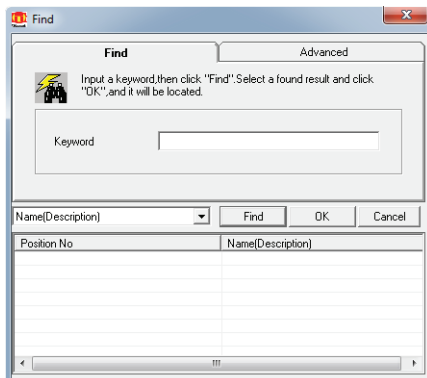 Find
Find Advanced
Input a keyword,then click "Find".Select a found result and click
"OK",and it will be located.
Keyword
Name(Description) Find OK Cancel
Position No Name(Description)